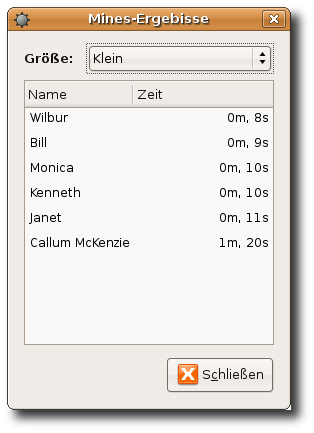 Mines-Ergebisse
Größe: Klein
Name Zeit
Wilbur 0m, 8s
Bill 0m, 9s
Monica 0m, 10s
Kenneth 0m, 10s
Janet 0m, 11s
Callum McKenzie 1m, 20s
Schließen